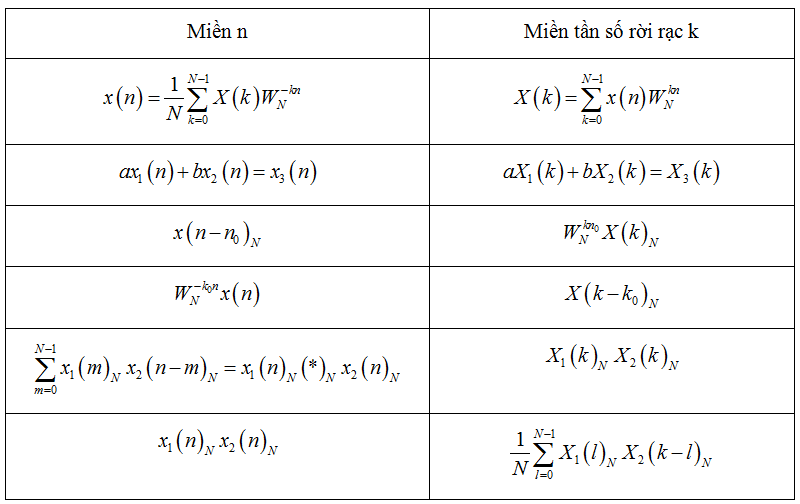 Miền n	Miền tần số rời rạc k
x(n) = \frac{1}{N} \sum_{k=0}^{N-1} X(k) W_N^{-kn}	X(k) = \sum_{k=0}^{N-1} x(n) W_N^{kn}
ax_1(n) + bx_2(n) = x_3(n)	aX_1(k) + bX_2(k) = X_3(k)
x(n-n_0)_N	W_N^{kn_0} X(k)_N
W_N^{-k_0n} x(n)	X(k-k_0)_N
\sum_{m=0}^{N-1} x_1(m)_N x_2(n-m)_N = x_1(n)_N (*)_N x_2(n)_N	X_1(k)_N X_2(k)_N
x_1(n)_N x_2(n)_N	\frac{1}{N} \sum_{l=0}^{N-1} X_1(l)_N X_2(k-l)_N